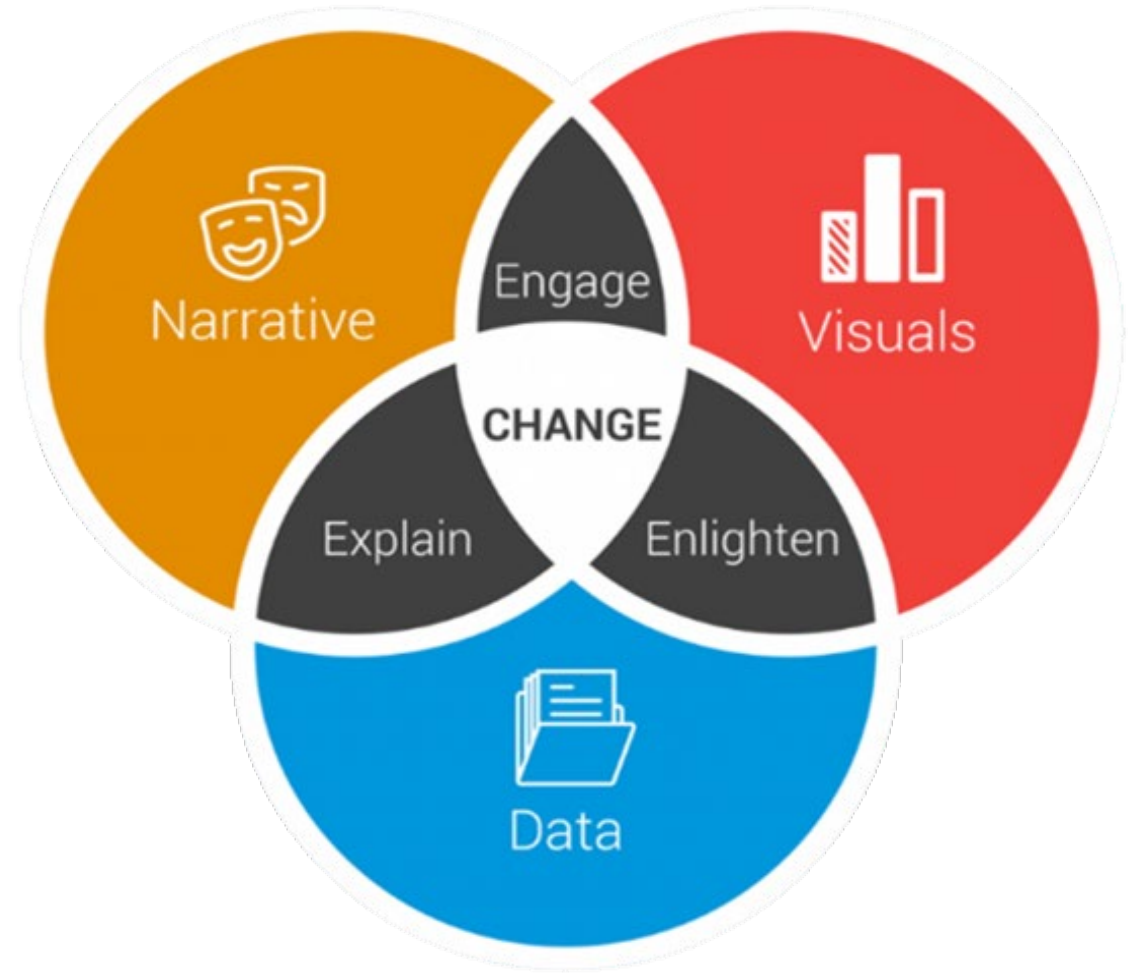 Engage
Narrative
Visuals
CHANGE
Explain
Enlighten
Data